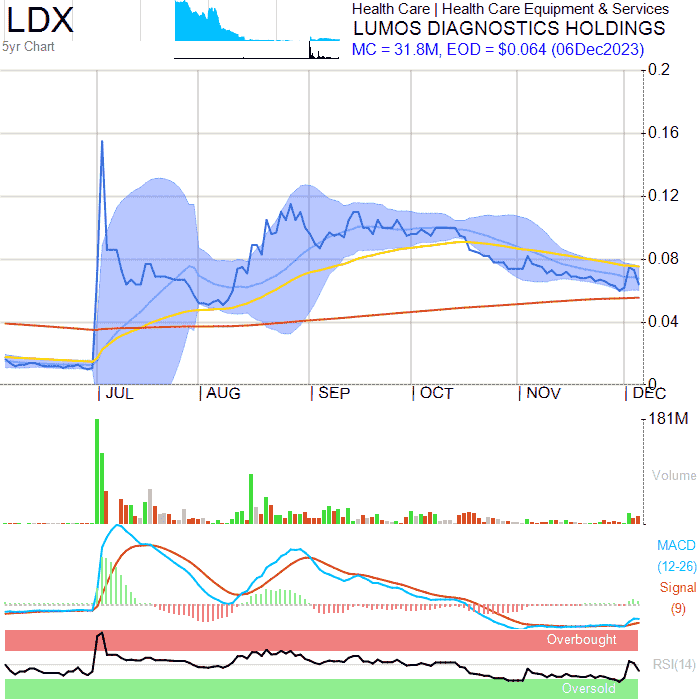 LDX
5yr Chart
Health Care | Health Care Equipment & Services
LUMOS DIAGNOSTICS HOLDINGS
MC = 31.8M, EOD = $0.064 (06Dec2023)
0.2
0.16
0.12
0.08
0.04
0
JUL AUG SEP OCT NOV DEC
181M
Volume
MACD
(12-26)
Signal
(9)
Overbought
RSI(14)
Oversold